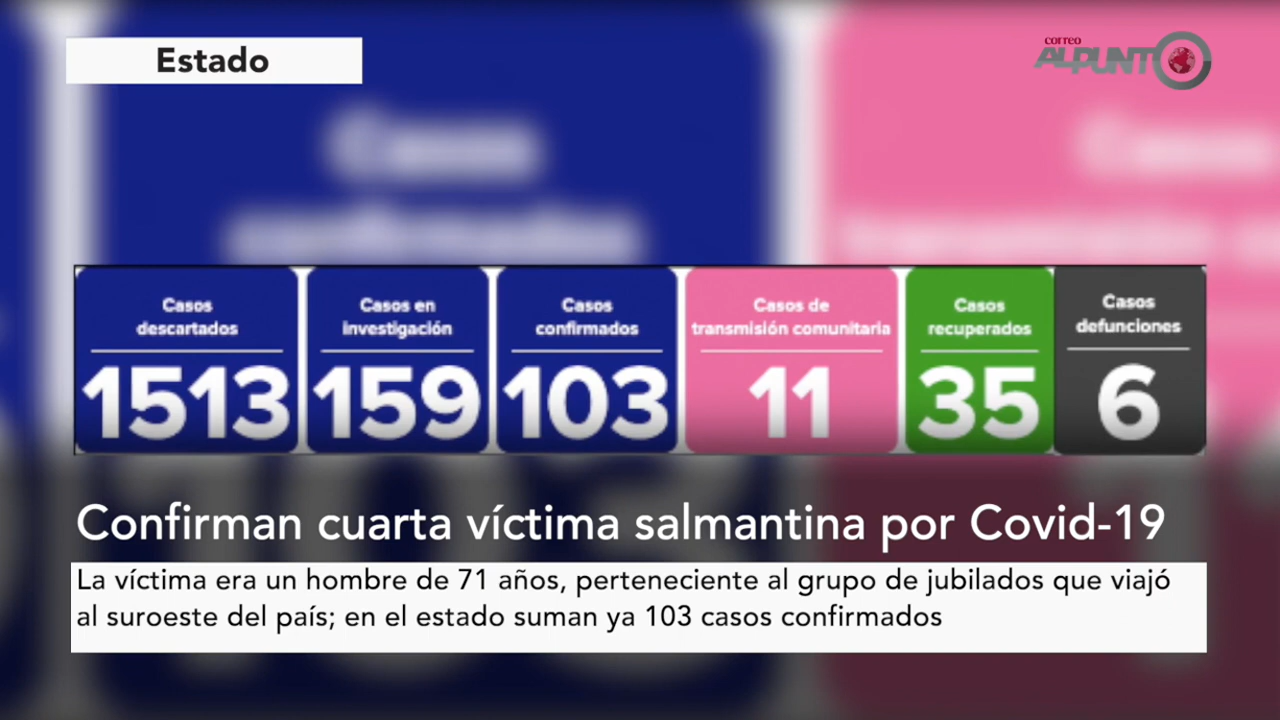 Estado
correo
ALPUNTO
Casos
confirmados
Casos
Casos
descartados
1513
Casos en
investigación
159
Casos
confirmados
103
Casos de
transmisión comunitaria
11
Casos
recuperados
35
Casos
defunciones
6
Confirman cuarta víctima salmantina por Covid-19
La víctima era un hombre de 71 años, perteneciente al grupo de jubilados que viajó
al suroeste del país; en el estado suman ya 103 casos confirmados